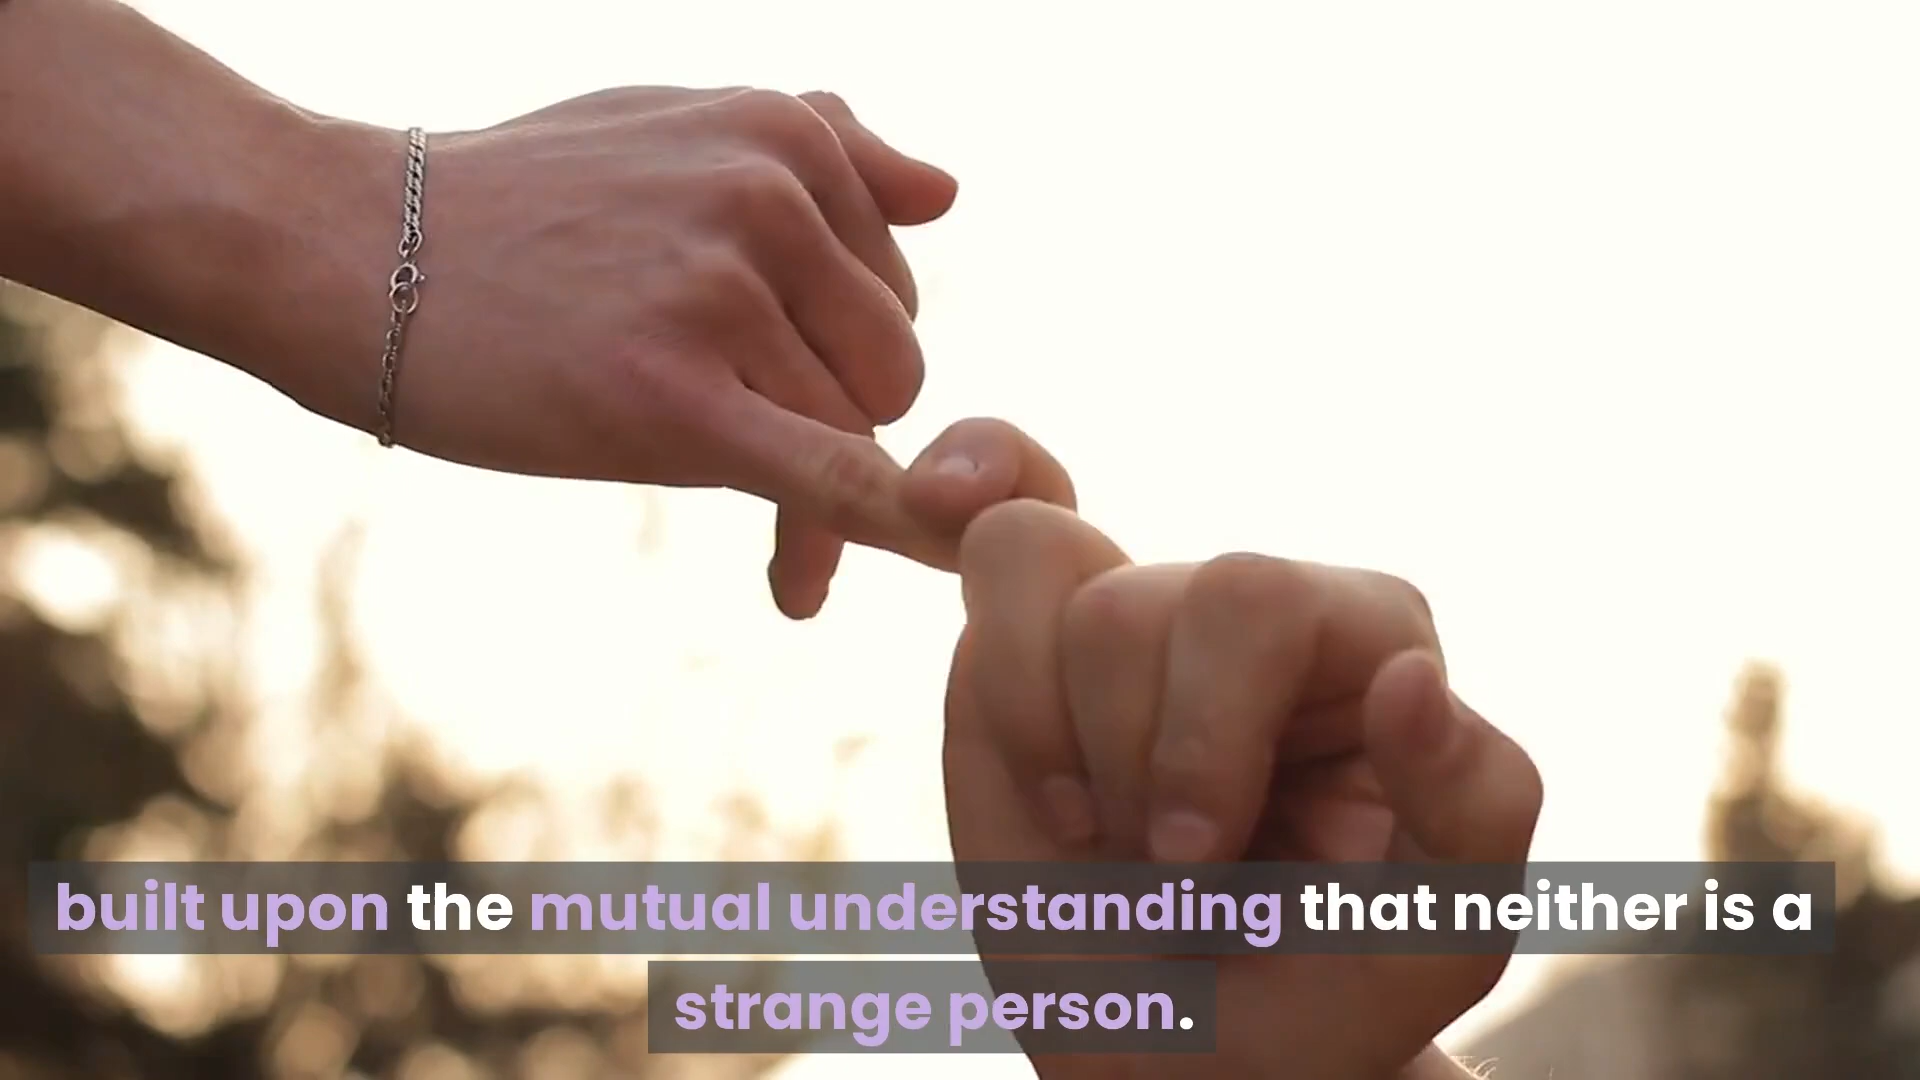 built upon the mutual understanding that neither is a
strange person.